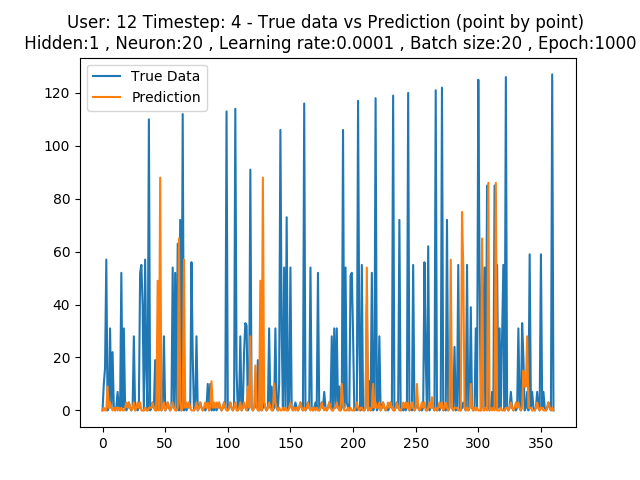 User: 12 Timestep: 4 - True data vs Prediction (point by point)
Hidden:1 , Neuron:20 , Learning rate:0.0001 , Batch size:20 , Epoch:1000
True Data
Prediction
120
100
80
60
40
20
0
0 50 100 150 200 250 300 350